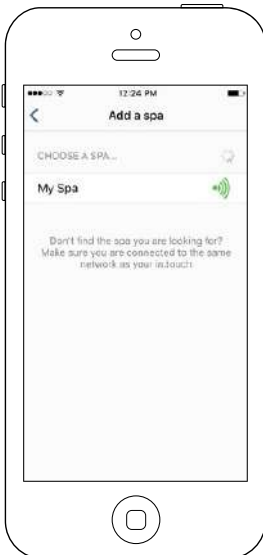 12:24 PM
Add a spa
CHOOSE A SPA...
My Spa
Don't find the spa you are looking for?
Make sure you are connected to the same
network as your in.touch